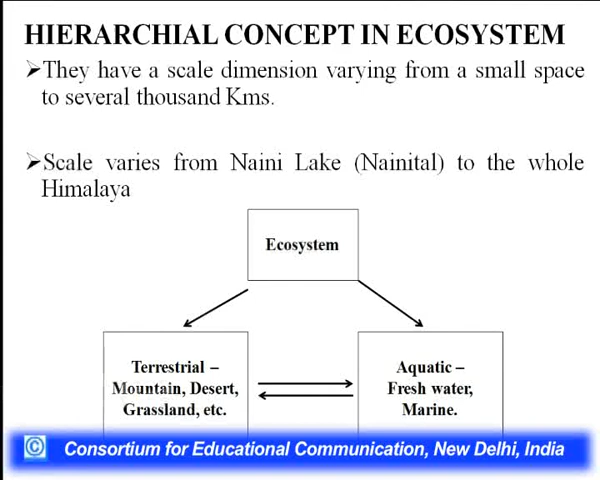 HIERARCHIAL CONCEPT IN ECOSYSTEM
➢They have a scale dimension varying from a small space
to several thousand Kms.
➢Scale varies from Naini Lake (Nainital) to the whole
Himalaya
Ecosystem
Terrestrial –
Mountain, Desert,
Grassland, etc.
Aquatic –
Fresh water,
Marine.
© Consortium for Educational Communication, New Delhi, India